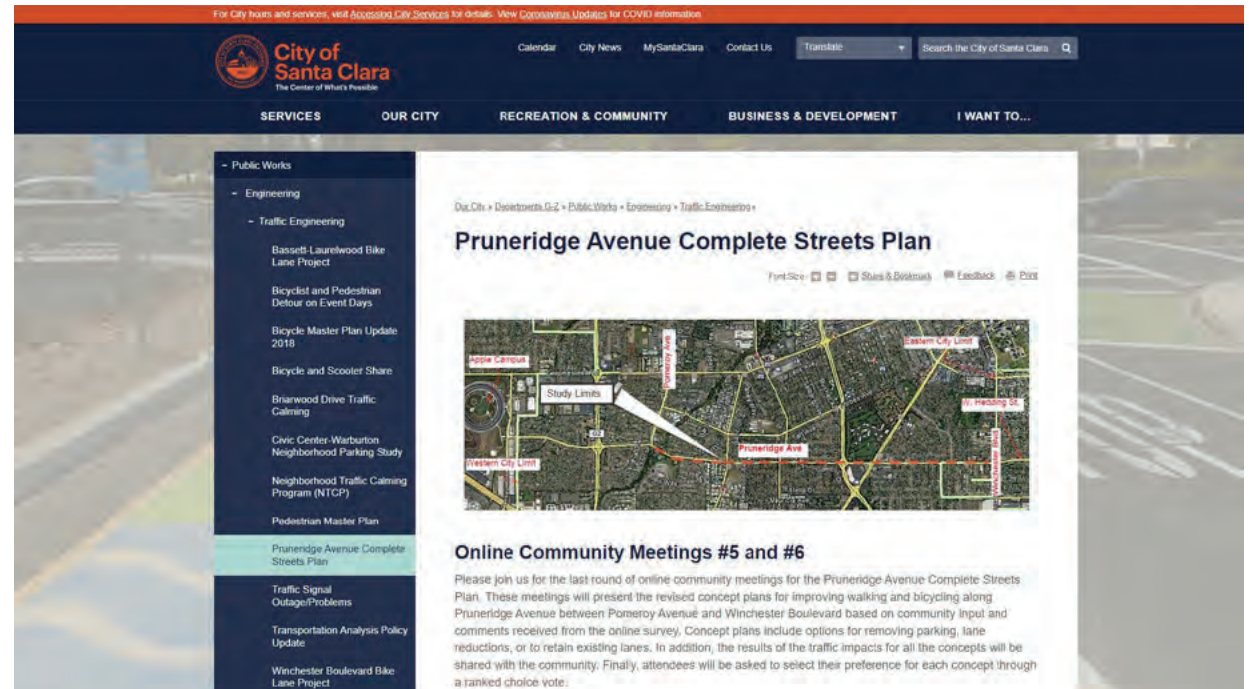 For City hours and services, visit Accessing City Services for details. View Coronavirus Updates for COVID information.
City of
Santa Clara
The Center of What's Possible
Calendar City News MySantaClara Contact Us Translate Search the City of Santa Clara
SERVICES OUR CITY RECREATION & COMMUNITY BUSINESS & DEVELOPMENT I WANT TO...
− Public Works
− Engineering
− Traffic Engineering
Bassett-Laurelwood Bike
Lane Project
Bicyclist and Pedestrian
Detour on Event Days
Bicycle Master Plan Update
2018
Bicycle and Scooter Share
Briarwood Drive Traffic
Calming
Civic Center-Warburton
Neighborhood Parking Study
Neighborhood Traffic Calming
Program (NTCP)
Pedestrian Master Plan
Pruneridge Avenue Complete
Streets Plan
Traffic Signal
Outage/Problems
Transportation Analysis Policy
Update
Winchester Boulevard Bike
Lane Project
Our City » Departments G-Z » Public Works » Engineering » Traffic Engineering »
Pruneridge Avenue Complete Streets Plan
Font Size: Share & Bookmark Feedback Print
Apple Campus
Pomeroy Ave
Eastern City Limit
Study Limits
W. Hedding St.
Pruneridge Ave
Western City Limit
Winchester Blvd
Online Community Meetings #5 and #6
Please join us for the last round of online community meetings for the Pruneridge Avenue Complete Streets
Plan. These meetings will present the revised concept plans for improving walking and bicycling along
Pruneridge Avenue between Pomeroy Avenue and Winchester Boulevard based on community input and
comments received from the online survey. Concept plans include options for removing parking, lane
reductions, or to retain existing lanes. In addition, the results of the traffic impacts for all the concepts will be
shared with the community. Finally, attendees will be asked to select their preference for each concept through
a ranked choice vote.